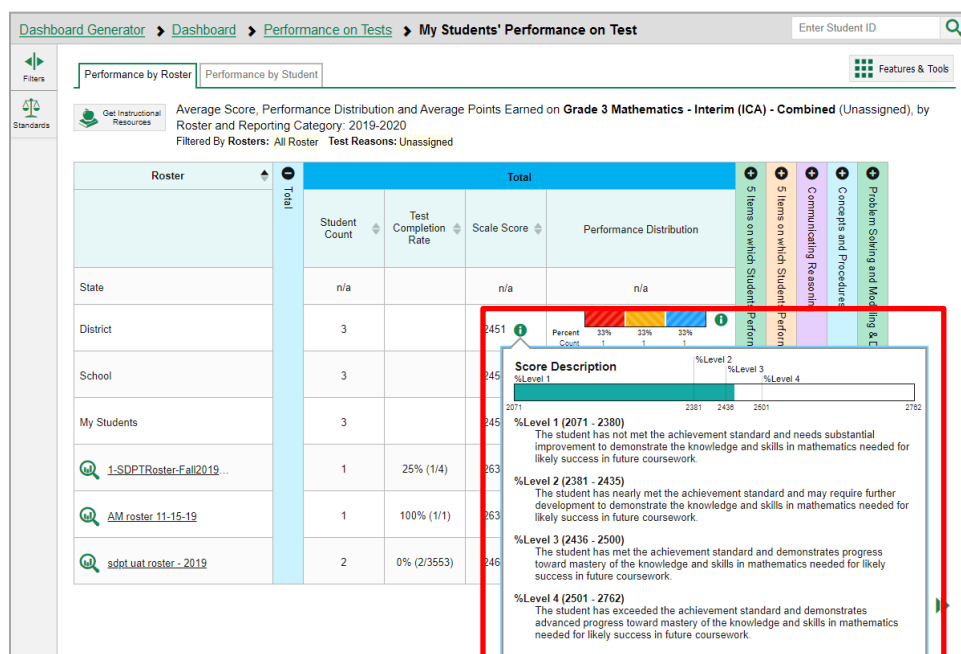 Dashboard Generator > Dashboard > Performance on Tests > My Students' Performance on Test
Enter Student ID
Filters
Standards
Performance by Roster
Performance by Student
Features & Tools
Get Instructional
Resources
Average Score, Performance Distribution and Average Points Earned on Grade 3 Mathematics - Interim (ICA) - Combined (Unassigned), by
Roster and Reporting Category: 2019-2020
Filtered By Rosters: All Roster Test Reasons: Unassigned
Roster
Total
Total
5 Items on which Students Perform
5 Items on which Students Perform
Communicating Reasonin
Concepts and Procedures
Problem Solving and Modeling & D
Student
Count
Test
Completion
Rate
Scale Score
Performance Distribution
State n/a n/a n/a
District 3 2451
Percent 33% 33% 33%
Count 1 1 1
School 3 245
My Students 3 245
1-SDPTRoster-Fall2019... 1 25% (1/4) 263
AM roster 11-15-19 1 100% (1/1) 263
sdpt uat roster - 2019 2 0% (2/3553) 246
Score Description
%Level 1
%Level 2
%Level 3
%Level 4
2071 2381 2436 2501 2762
%Level 1 (2071 - 2380)
The student has not met the achievement standard and needs substantial
improvement to demonstrate the knowledge and skills in mathematics needed for
likely success in future coursework.
%Level 2 (2381 - 2435)
The student has nearly met the achievement standard and may require further
development to demonstrate the knowledge and skills in mathematics needed for
likely success in future coursework.
%Level 3 (2436 - 2500)
The student has met the achievement standard and demonstrates progress
toward mastery of the knowledge and skills in mathematics needed for likely
success in future coursework.
%Level 4 (2501 - 2762)
The student has exceeded the achievement standard and demonstrates
advanced progress toward mastery of the knowledge and skills in mathematics
needed for likely success in future coursework.